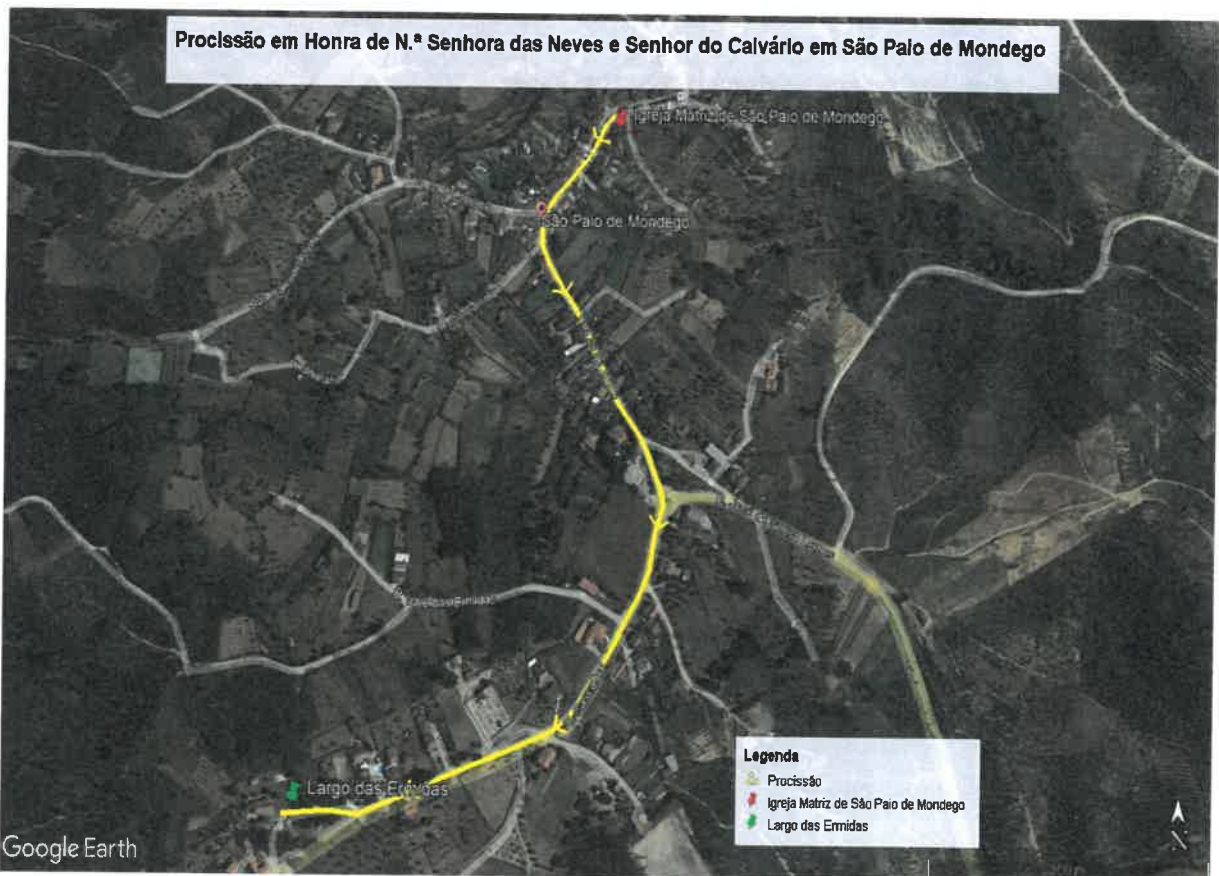 Procissão em Honra de N.ª Senhora das Neves e Senhor do Calvário em São Paio de Mondego
Igreja Matriz de São Paio de Mondego
São Paio de Mondego
Largo das Ermidas
Legenda
Procissão
Igreja Matriz de São Paio de Mondego
Largo das Ermidas
Google Earth
N